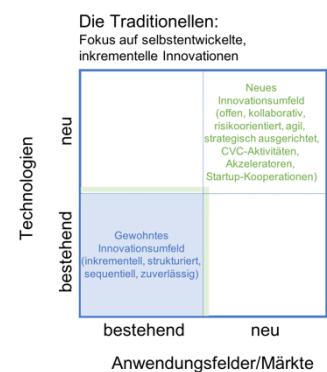 Die Traditionellen:
Fokus auf selbstentwickelte,
inkrementelle Innovationen
Technologien
neu
bestehend
Neues
Innovationsumfeld
(offen, kollaborativ,
risikoorientiert, agil,
strategisch ausgerichtet,
CVC-Aktivitäten,
Akzeleratoren,
Startup-Kooperationen)
Gewohntes
Innovationsumfeld
(inkrementell, strukturiert,
sequentiell, zuverlässig)
bestehend
neu
Anwendungsfelder/Märkte